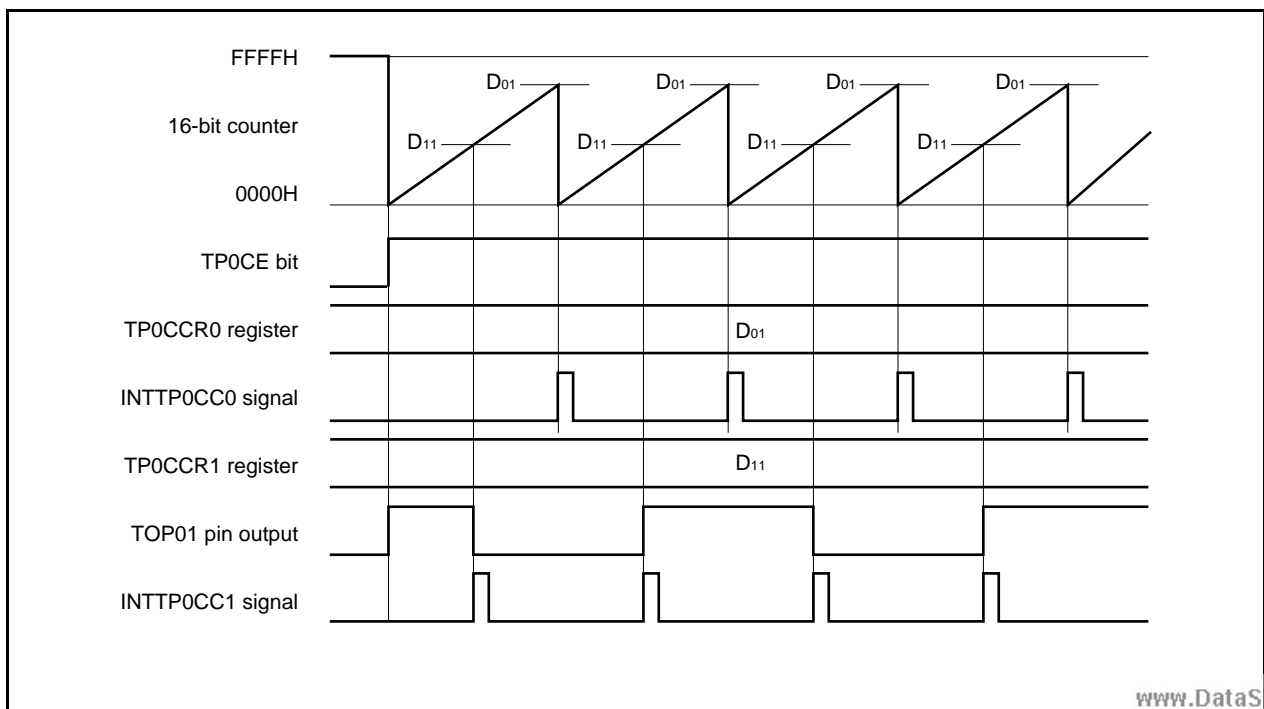 FFFFH
D01 D01 D01 D01
16-bit counter
D11 D11 D11 D11
0000H
TP0CE bit
TP0CCR0 register
D01
INTTP0CC0 signal
TP0CCR1 register
D11
TOP01 pin output
INTTP0CC1 signal
www.DataS